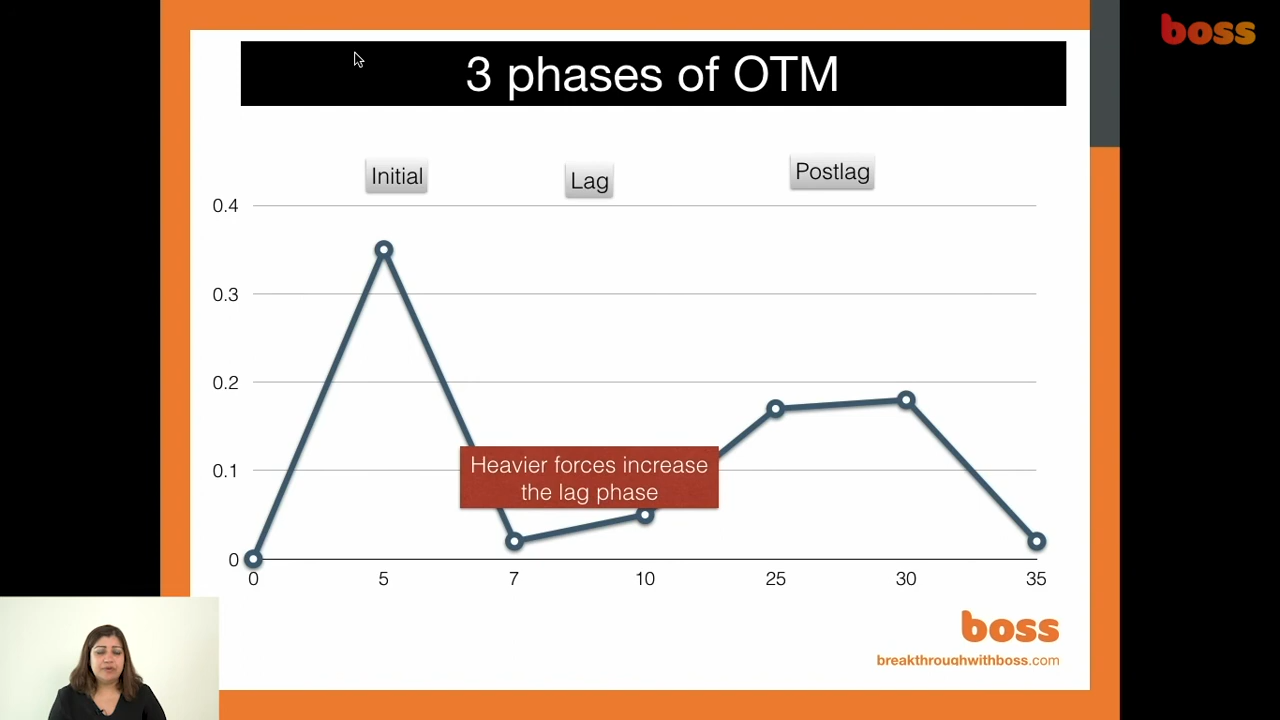 boss
3 phases of OTM
Initial
Lag
Postlag
0.4
0.3
0.2
0.1
0
Heavier forces increase
the lag phase
0 5 7 10 25 30 35
boss
breakthroughwithboss.com